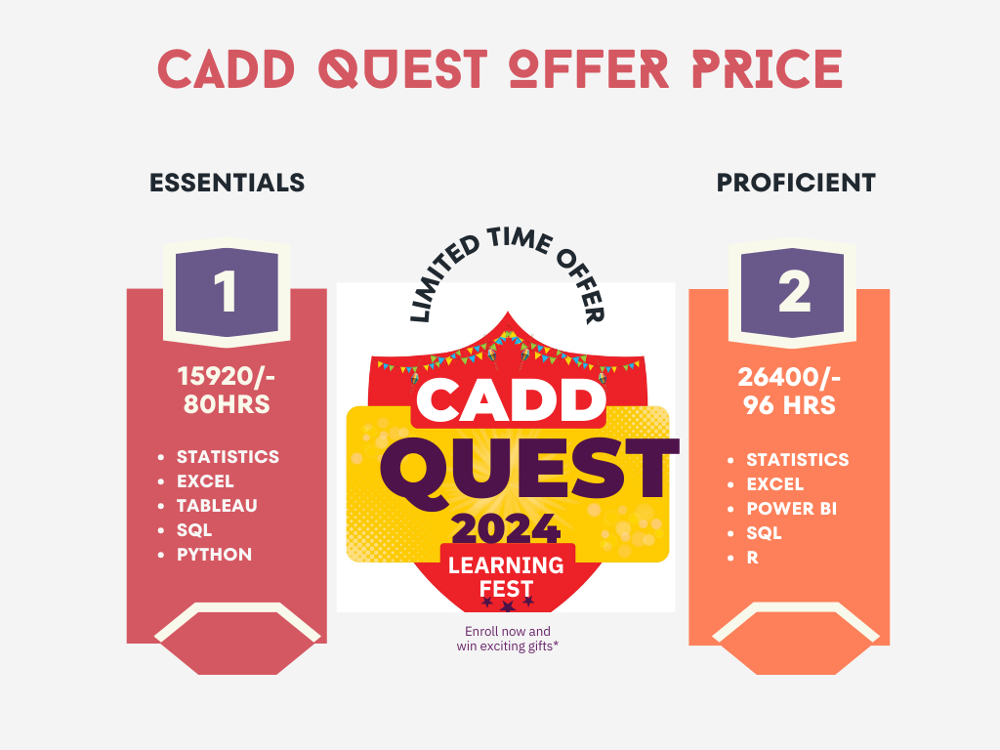 CADD QUEST OFFER PRICE
ESSENTIALS
1
15920/-
80HRS
• STATISTICS
• EXCEL
• TABLEAU
• SQL
• PYTHON
LIMITED TIME OFFER
CADD
QUEST
2024
LEARNING
FEST
Enroll now and
win exciting gifts*
PROFICIENT
2
26400/-
96 HRS
• STATISTICS
• EXCEL
• POWER BI
• SQL
• R